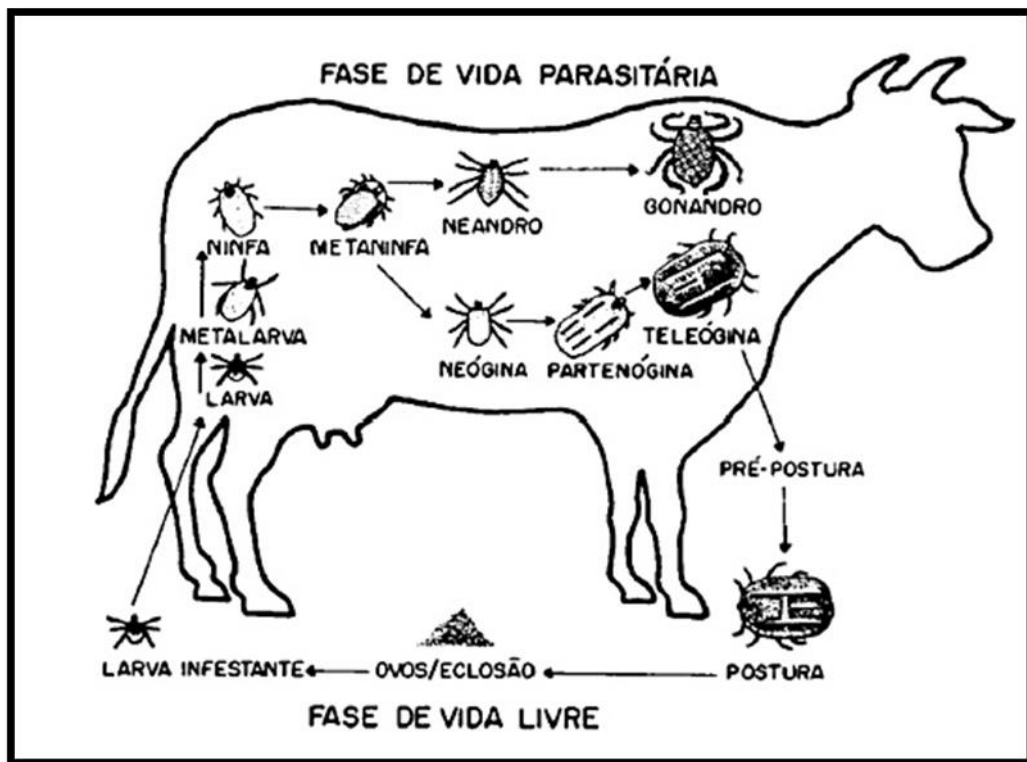 FASE DE VIDA PARASITÁRIA
NEANDRO
GONANDRO
NINFA
METANINFA
METALARVA
LARVA
NEÓGINA
PARTENÓGINA
TELEÓGINA
PRÉ-POSTURA
LARVA INFESTANTE
OVOS/ECLOSÃO
POSTURA
FASE DE VIDA LIVRE